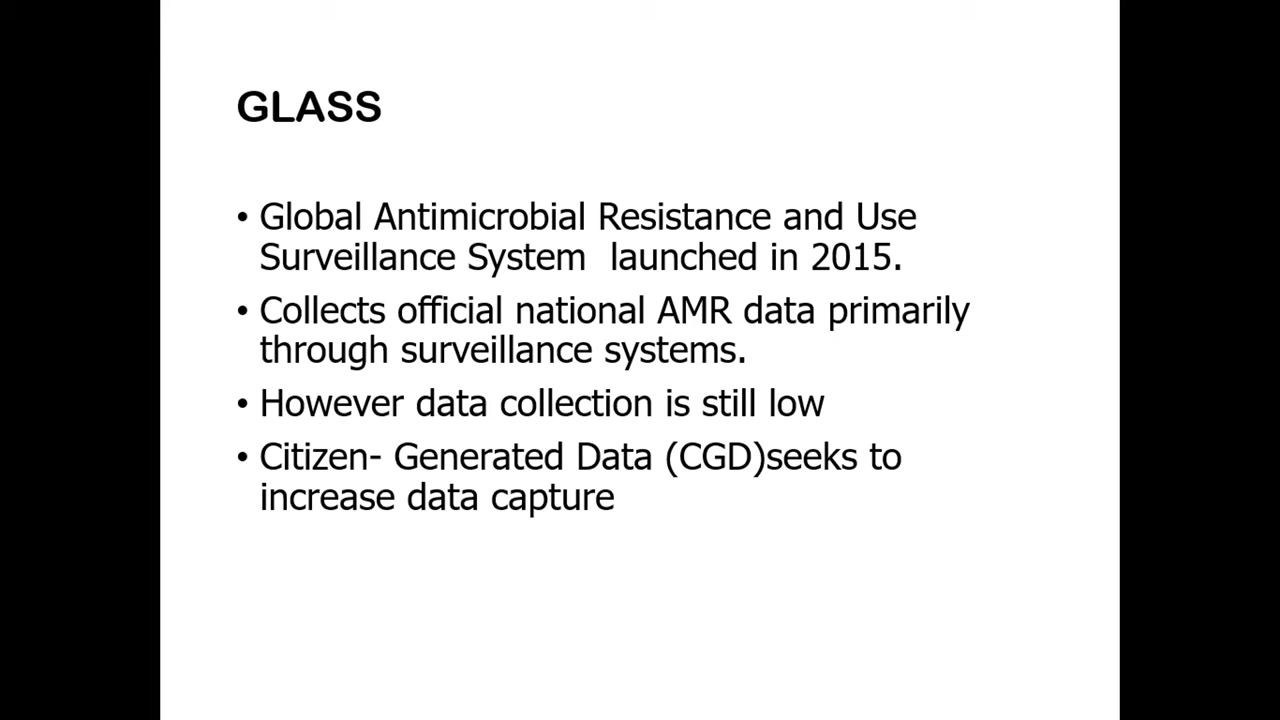 GLASS
• Global Antimicrobial Resistance and Use
Surveillance System  launched in 2015.
• Collects official national AMR data primarily
through surveillance systems.
• However data collection is still low
• Citizen- Generated Data (CGD)seeks to
increase data capture